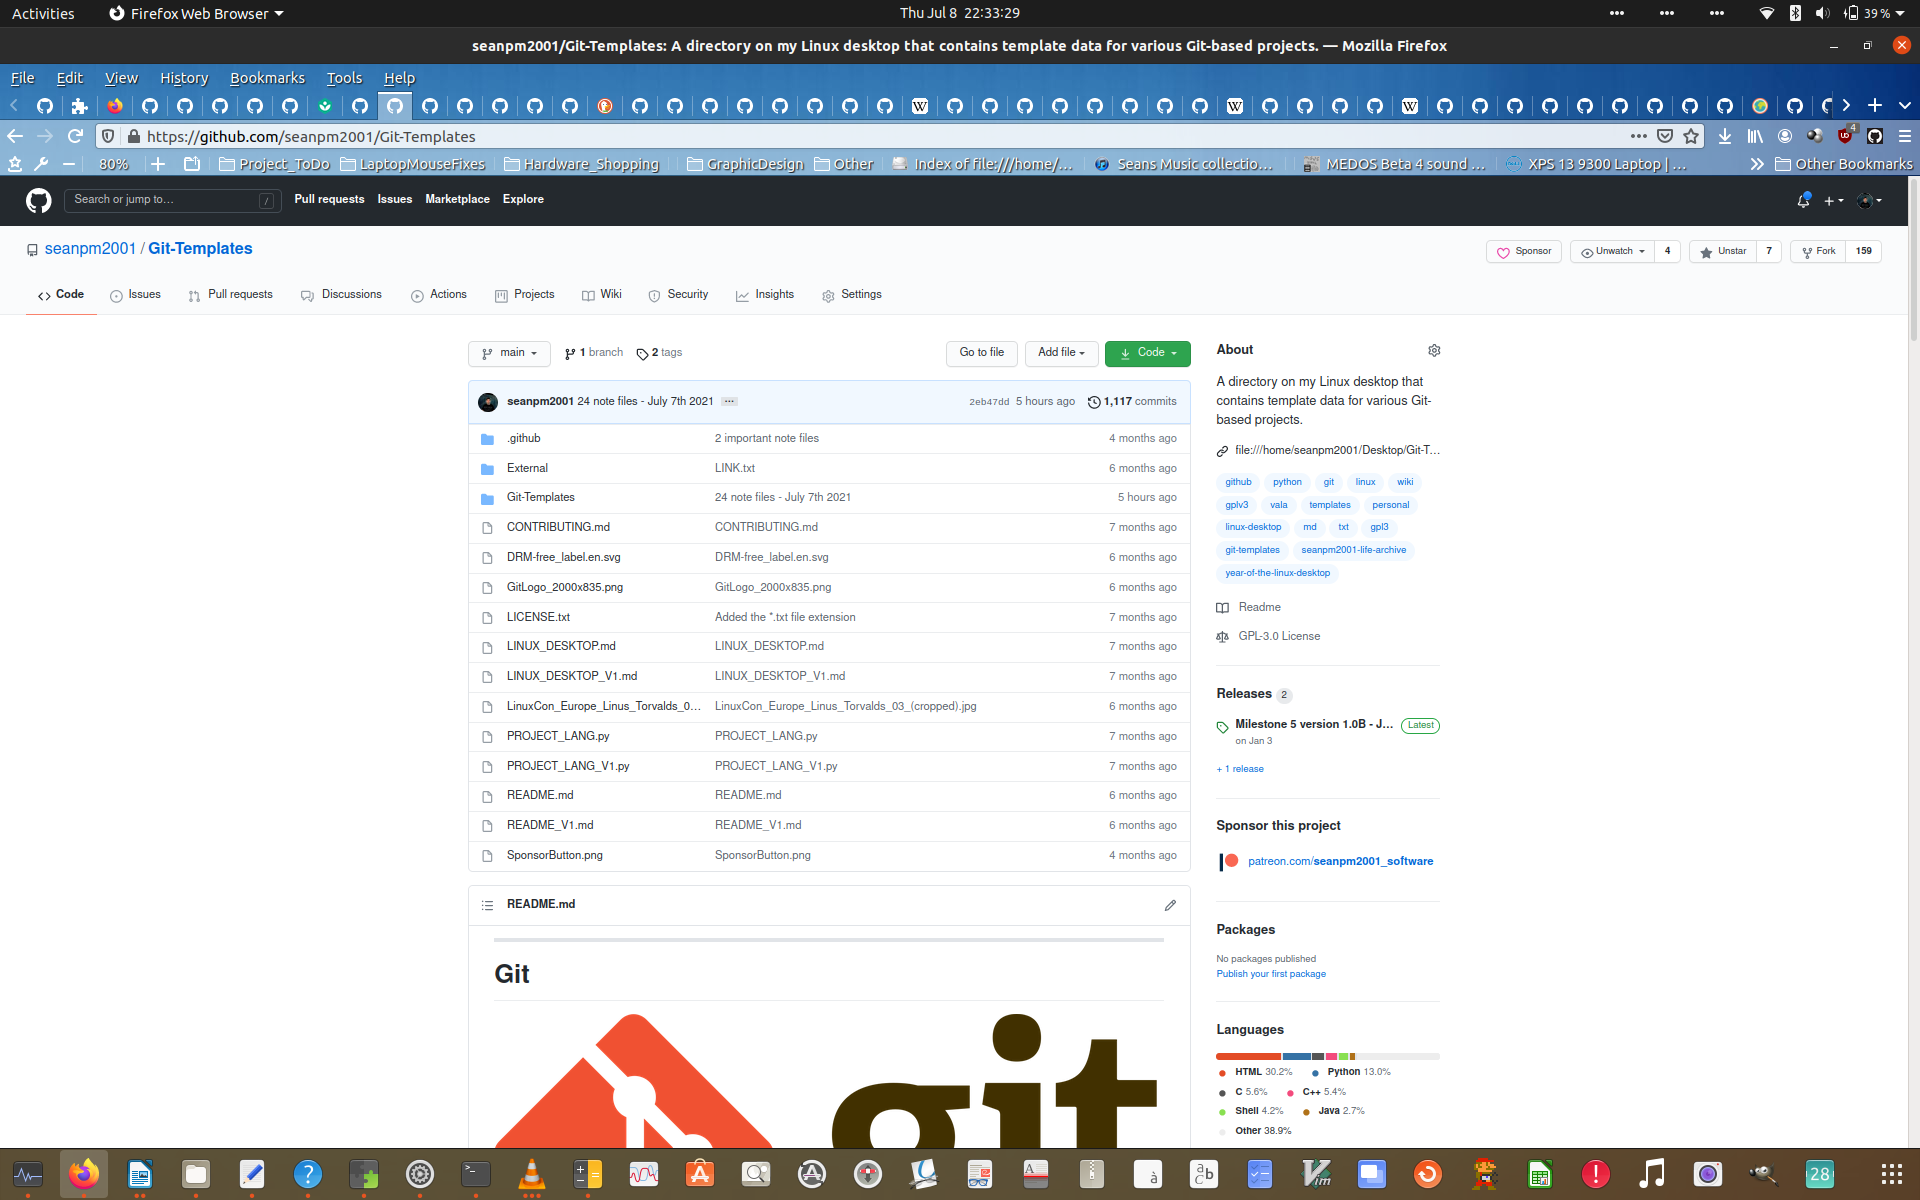 Activities Firefox Web Browser Thu Jul 8 22:33:29 39 %
seanpm2001/Git-Templates: A directory on my Linux desktop that contains template data for various Git-based projects. — Mozilla Firefox
File Edit View History Bookmarks Tools Help
https://github.com/seanpm2001/Git-Templates 4
80% Project_ToDo LaptopMouseFixes Hardware_Shopping GraphicDesign Other Index of file:///home/... Seans Music collectio... MEDOS Beta 4 sound ... XPS 13 9300 Laptop | ... Other Bookmarks
Search or jump to... / Pull requests Issues Marketplace Explore
seanpm2001 / Git-Templates Sponsor Unwatch 4 Unstar 7 Fork 159
Code Issues Pull requests Discussions Actions Projects Wiki Security Insights Settings
main 1 branch 2 tags Go to file Add file Code
seanpm2001 24 note files - July 7th 2021 ... 2eb47dd 5 hours ago 1,117 commits
.github 2 important note files 4 months ago
External LINK.txt 6 months ago
Git-Templates 24 note files - July 7th 2021 5 hours ago
CONTRIBUTING.md CONTRIBUTING.md 7 months ago
DRM-free_label.en.svg DRM-free_label.en.svg 6 months ago
GitLogo_2000x835.png GitLogo_2000x835.png 6 months ago
LICENSE.txt Added the *.txt file extension 7 months ago
LINUX_DESKTOP.md LINUX_DESKTOP.md 7 months ago
LINUX_DESKTOP_V1.md LINUX_DESKTOP_V1.md 7 months ago
LinuxCon_Europe_Linus_Torvalds_0... LinuxCon_Europe_Linus_Torvalds_03_(cropped).jpg 6 months ago
PROJECT_LANG.py PROJECT_LANG.py 7 months ago
PROJECT_LANG_V1.py PROJECT_LANG_V1.py 7 months ago
README.md README.md 6 months ago
README_V1.md README_V1.md 6 months ago
SponsorButton.png SponsorButton.png 4 months ago
README.md
Git
git
About
A directory on my Linux desktop that
contains template data for various Git-
based projects.
file:///home/seanpm2001/Desktop/Git-T...
github python git linux wiki
gplv3 vala templates personal
linux-desktop md txt gpl3
git-templates seanpm2001-life-archive
year-of-the-linux-desktop
Readme
GPL-3.0 License
Releases 2
Milestone 5 version 1.0B - J... Latest
on Jan 3
+ 1 release
Sponsor this project
patreon.com/seanpm2001_software
Packages
No packages published
Publish your first package
Languages
HTML 30.2% Python 13.0%
C 5.6% C++ 5.4%
Shell 4.2% Java 2.7%
Other 38.9%
28